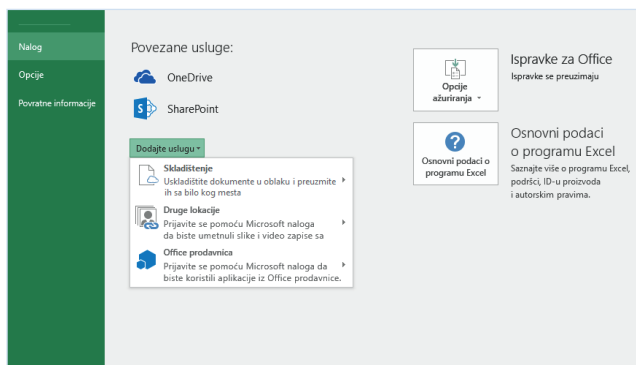 Nalog
Opcije
Povratne informacije
Povezane usluge:
OneDrive
SharePoint
Dodajte uslugu
Skladištenje
Uskladištite dokumente u oblaku i preuzmite
ih sa bilo kog mesta
Druge lokacije
Prijavite se pomoću Microsoft naloga
da biste umetnuli slike i video zapise sa
Office prodavnica
Prijavite se pomoću Microsoft naloga da
biste koristili aplikacije iz Office prodavnice.
Opcije
ažuriranja
Ispravke za Office
Ispravke se preuzimaju
Osnovni podaci o
programu Excel
Osnovni podaci
o programu Excel
Saznajte više o programu Excel,
podršci, ID-u proizvoda
i autorskim pravima.